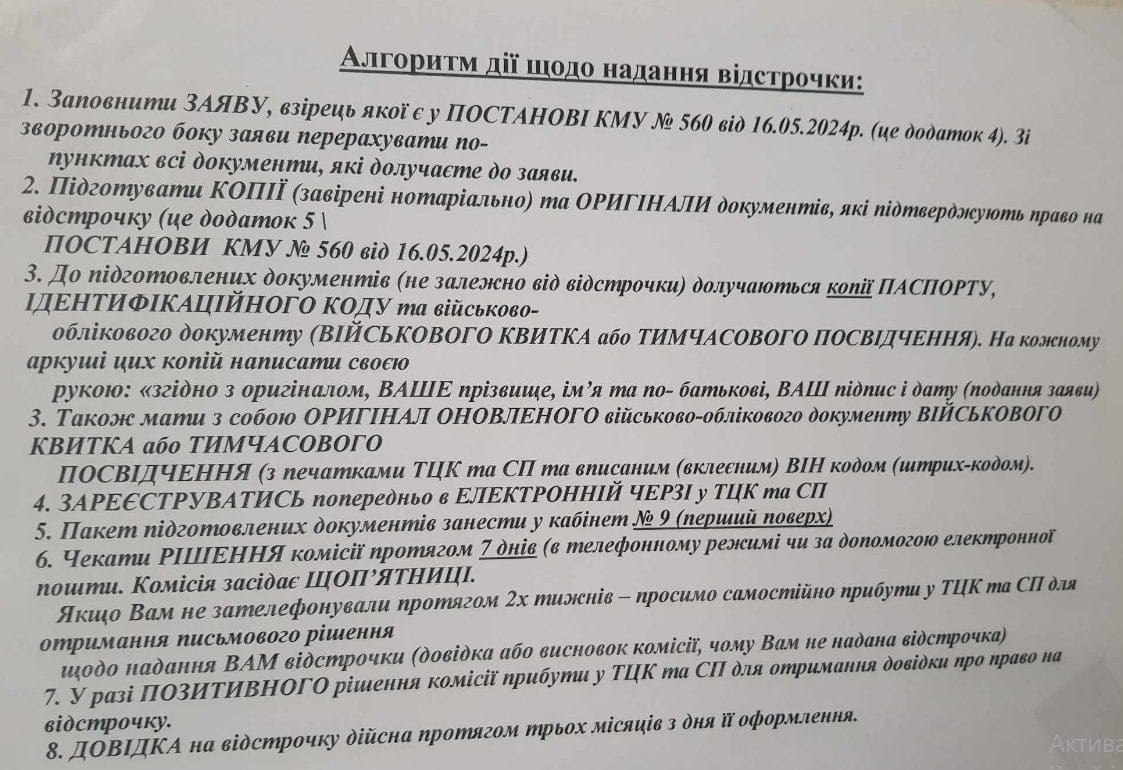 Алгоритм дії щодо надання відстрочки:
1. Заповнити ЗАЯВУ, взірець якої є у ПОСТАНОВІ КМУ № 560 від 16.05.2024р. (це додаток 4). Зі
зворотнього боку заяви перерахувати по-
пунктах всі документи, які долучаєте до заяви.
2. Підготувати КОПІЇ (завірені нотаріально) та ОРИГІНАЛИ документів, які підтверджують право на
відстрочку (це додаток 5 \
ПОСТАНОВИ КМУ № 560 від 16.05.2024р.)
3. До підготовлених документів (не залежно від відстрочки) долучаються копії ПАСПОРТУ,
ІДЕНТИФІКАЦІЙНОГО КОДУ та військово-
облікового документу (ВІЙСЬКОВОГО КВИТКА або ТИМЧАСОВОГО ПОСВІДЧЕННЯ). На кожному
аркуші цих копій написати своєю
рукою: «згідно з оригіналом, ВАШЕ прізвище, ім’я та по- батькові, ВАШ підпис і дату (подання заяви)
3. Також мати з собою ОРИГІНАЛ ОНОВЛЕНОГО військово-облікового документу ВІЙСЬКОВОГО
КВИТКА або ТИМЧАСОВОГО
ПОСВІДЧЕННЯ (з печатками ТЦК та СП та вписаним (вклеєним) ВІН кодом (штрих-кодом).
4. ЗАРЕЄСТРУВАТИСЬ попередньо в ЕЛЕКТРОННІЙ ЧЕРЗІ у ТЦК та СП
5. Пакет підготовлених документів занести у кабінет № 9 (перший поверх)
6. Чекати РІШЕННЯ комісії протягом 7 днів (в телефонному режимі чи за допомогою електронної
пошти. Комісія засідає ЩОП’ЯТНИЦІ.
Якщо Вам не зателефонували протягом 2х тижнів – просимо самостійно прибути у ТЦК та СП для
отримання письмового рішення
щодо надання ВАМ відстрочки (довідка або висновок комісії, чому Вам не надана відстрочка)
7. У разі ПОЗИТИВНОГО рішення комісії прибути у ТЦК та СП для отримання довідки про право на
відстрочку.
8. ДОВІДКА на відстрочку дійсна протягом трьох місяців з дня її оформлення.